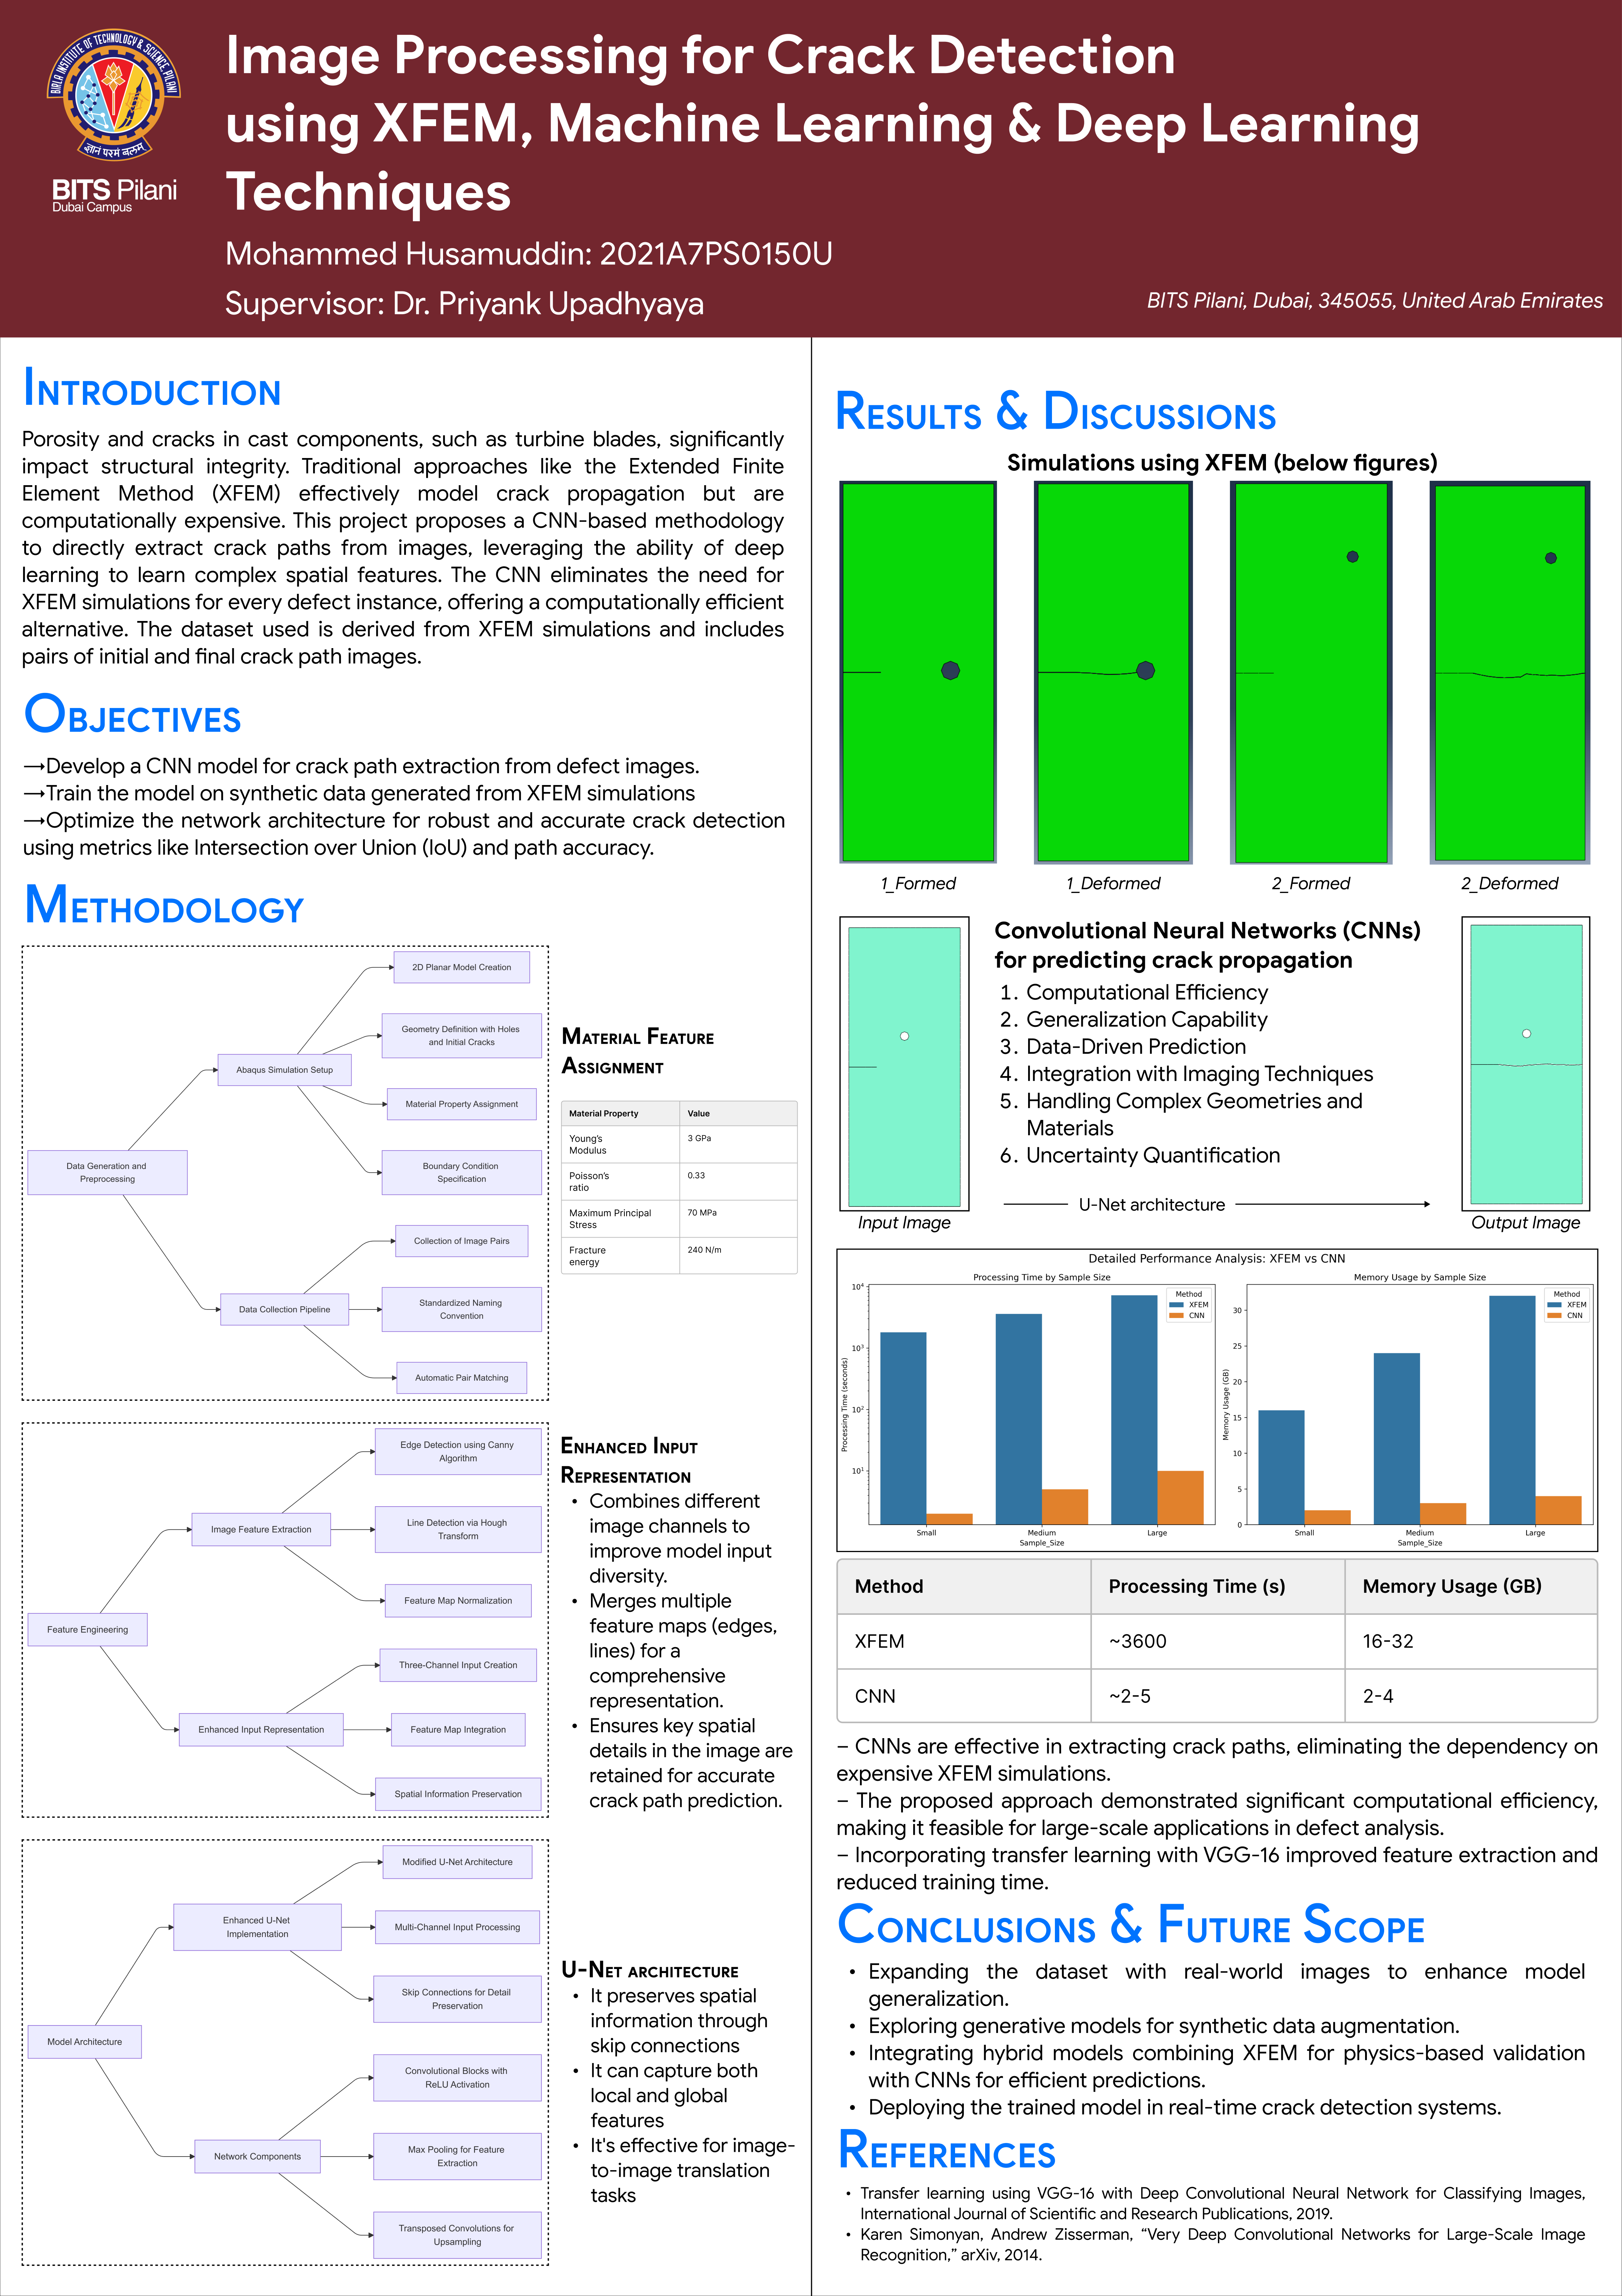 BIRLA INSTITUTE OF TECHNOLOGY & SCIENCE PILANI
ज्ञानं परमं बलम्
BITS Pilani
Dubai Campus
Image Processing for Crack Detection
using XFEM, Machine Learning & Deep Learning
Techniques
Mohammed Husamuddin: 2021A7PS0150U
Supervisor: Dr. Priyank Upadhyaya
BITS Pilani, Dubai, 345055, United Arab Emirates
INTRODUCTION
Porosity and cracks in cast components, such as turbine blades, significantly
impact structural integrity. Traditional approaches like the Extended Finite
Element Method (XFEM) effectively model crack propagation but are
computationally expensive. This project proposes a CNN-based methodology
to directly extract crack paths from images, leveraging the ability of deep
learning to learn complex spatial features. The CNN eliminates the need for
XFEM simulations for every defect instance, offering a computationally efficient
alternative. The dataset used is derived from XFEM simulations and includes
pairs of initial and final crack path images.
OBJECTIVES
→Develop a CNN model for crack path extraction from defect images.
→Train the model on synthetic data generated from XFEM simulations
→Optimize the network architecture for robust and accurate crack detection
using metrics like Intersection over Union (IoU) and path accuracy.
METHODOLOGY
2D Planar Model Creation
Geometry Definition with Holes
and Initial Cracks
Abaqus Simulation Setup
Material Property Assignment
Data Generation and
Preprocessing
Boundary Condition
Specification
Collection of Image Pairs
Data Collection Pipeline
Standardized Naming
Convention
Automatic Pair Matching
MATERIAL FEATURE
ASSIGNMENT
Material Property Value
Young's
Modulus
3 GPa
Poisson's
ratio
0.33
Maximum Principal
Stress
70 MPa
Fracture
energy
240 N/m
Edge Detection using Canny
Algorithm
Image Feature Extraction
Line Detection via Hough
Transform
Feature Map Normalization
Feature Engineering
Three-Channel Input Creation
Enhanced Input Representation
Feature Map Integration
Spatial Information Preservation
ENHANCED INPUT
REPRESENTATION
• Combines different
image channels to
improve model input
diversity.
• Merges multiple
feature maps (edges,
lines) for a
comprehensive
representation.
• Ensures key spatial
details in the image are
retained for accurate
crack path prediction.
Modified U-Net Architecture
Enhanced U-Net
Implementation
Multi-Channel Input Processing
Skip Connections for Detail
Preservation
Model Architecture
Convolutional Blocks with
ReLU Activation
Network Components
Max Pooling for Feature
Extraction
Transposed Convolutions for
Upsampling
U-NET ARCHITECTURE
• It preserves spatial
information through
skip connections
• It can capture both
local and global
features
• It's effective for image-
to-image translation
tasks
RESULTS & DISCUSSIONS
Simulations using XFEM (below figures)
1_Formed
1_Deformed
2_Formed
2_Deformed
Convolutional Neural Networks (CNNs)
for predicting crack propagation
1. Computational Efficiency
2. Generalization Capability
3. Data-Driven Prediction
4. Integration with Imaging Techniques
5. Handling Complex Geometries and
Materials
6. Uncertainty Quantification
U-Net architecture
Input Image
Output Image
Detailed Performance Analysis: XFEM vs CNN
Processing Time by Sample Size
Processing Time (seconds)
10⁴
10³
10²
10¹
Method
XFEM
CNN
Small Medium Large
Sample_Size
Memory Usage by Sample Size
Memory Usage (GB)
30
25
20
15
10
5
0
Method
XFEM
CNN
Small Medium Large
Sample_Size
Method Processing Time (s) Memory Usage (GB)
XFEM ~3600 16-32
CNN ~2-5 2-4
– CNNs are effective in extracting crack paths, eliminating the dependency on
expensive XFEM simulations.
– The proposed approach demonstrated significant computational efficiency,
making it feasible for large-scale applications in defect analysis.
– Incorporating transfer learning with VGG-16 improved feature extraction and
reduced training time.
CONCLUSIONS & FUTURE SCOPE
• Expanding the dataset with real-world images to enhance model
generalization.
• Exploring generative models for synthetic data augmentation.
• Integrating hybrid models combining XFEM for physics-based validation
with CNNs for efficient predictions.
• Deploying the trained model in real-time crack detection systems.
REFERENCES
• Transfer learning using VGG-16 with Deep Convolutional Neural Network for Classifying Images,
International Journal of Scientific and Research Publications, 2019.
• Karen Simonyan, Andrew Zisserman, “Very Deep Convolutional Networks for Large-Scale Image
Recognition,” arXiv, 2014.